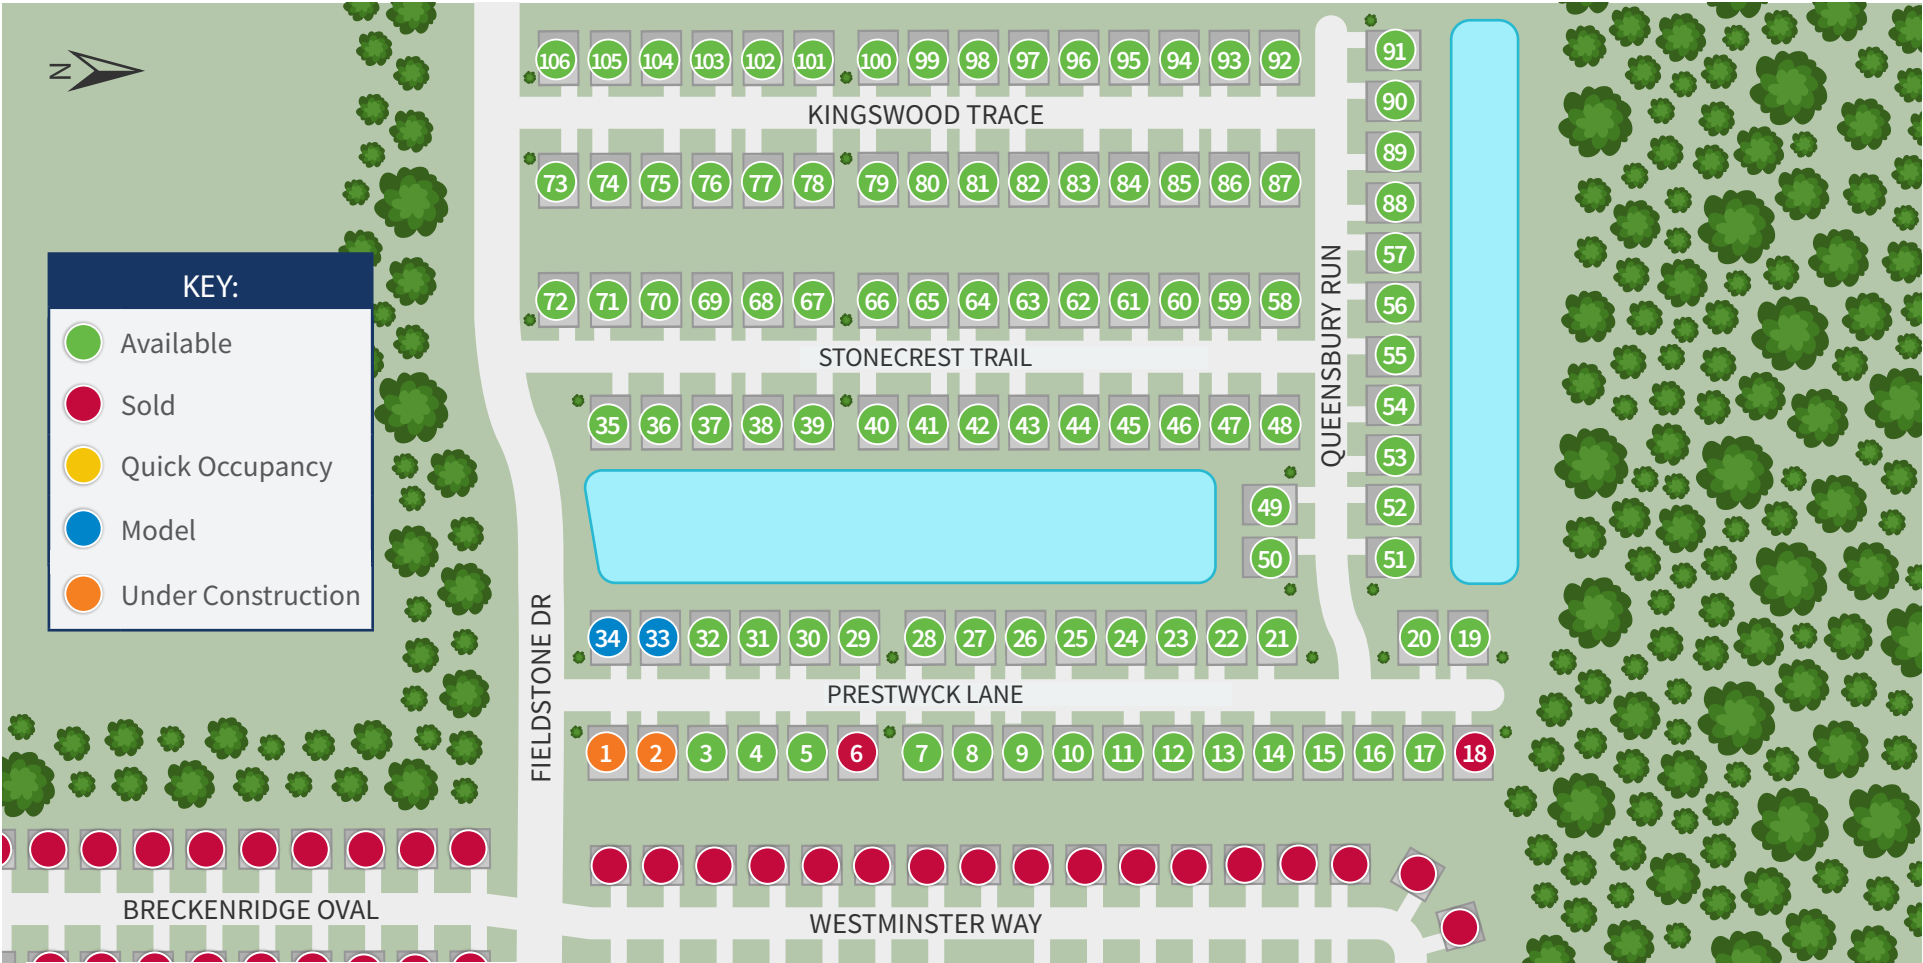 106 105 104 103 102 101 100 99 98 97 96 95 94 93 92
91
90
KINGSWOOD TRACE
89
73 74 75 76 77 78 79 80 81 82 83 84 85 86 87
88
57
N
KEY:
Available
Sold
Quick Occupancy
Model
Under Construction
72 71 70 69 68 67 66 65 64 63 62 61 60 59 58
56
STONECREST TRAIL
QUEENSBURY RUN
55
54
35 36 37 38 39 40 41 42 43 44 45 46 47 48
53
49
52
50
51
FIELDSTONE DR
34 33 32 31 30 29 28 27 26 25 24 23 22 21 20 19
PRESTWYCK LANE
1 2 3 4 5 6 7 8 9 10 11 12 13 14 15 16 17 18
BRECKENRIDGE OVAL
WESTMINSTER WAY